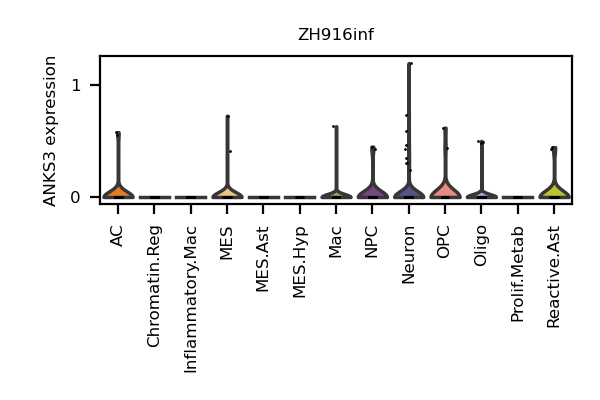 ZH916inf
ANKS3 expression
1
0
AC
Chromatin.Reg
Inflammatory.Mac
MES
MES.Ast
MES.Hyp
Mac
NPC
Neuron
OPC
Oligo
Prolif.Metab
Reactive.Ast